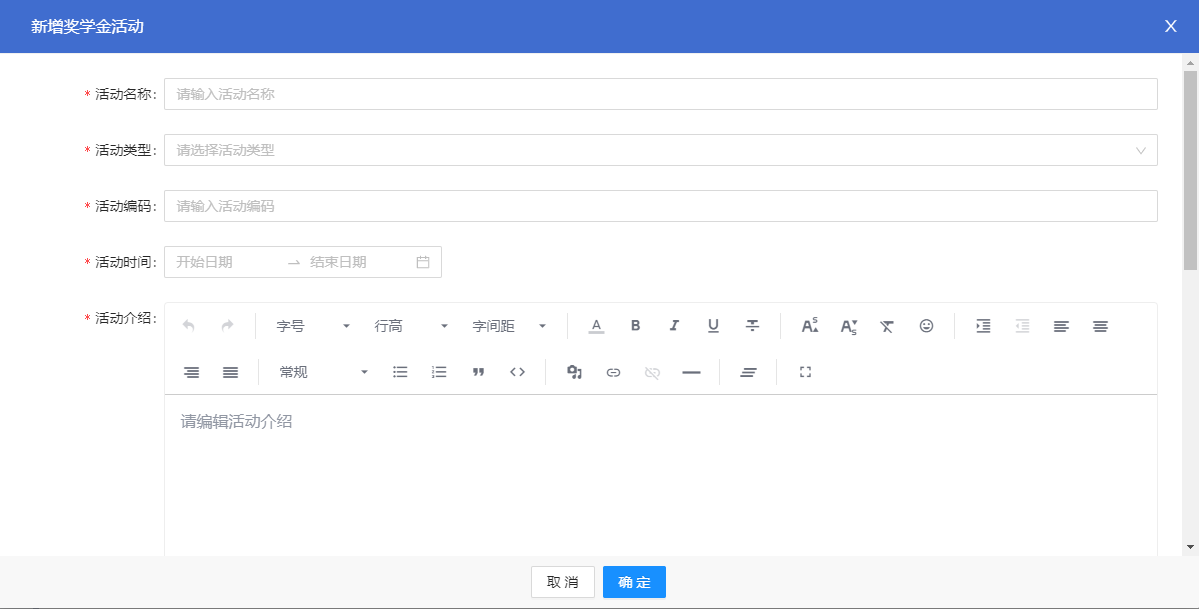 新增奖学金活动 X
* 活动名称: 请输入活动名称
* 活动类型: 请选择活动类型
* 活动编码: 请输入活动编码
* 活动时间: 开始日期 → 结束日期
* 活动介绍: 字号 行高 字间距
常规
请编辑活动介绍
取 消 确 定